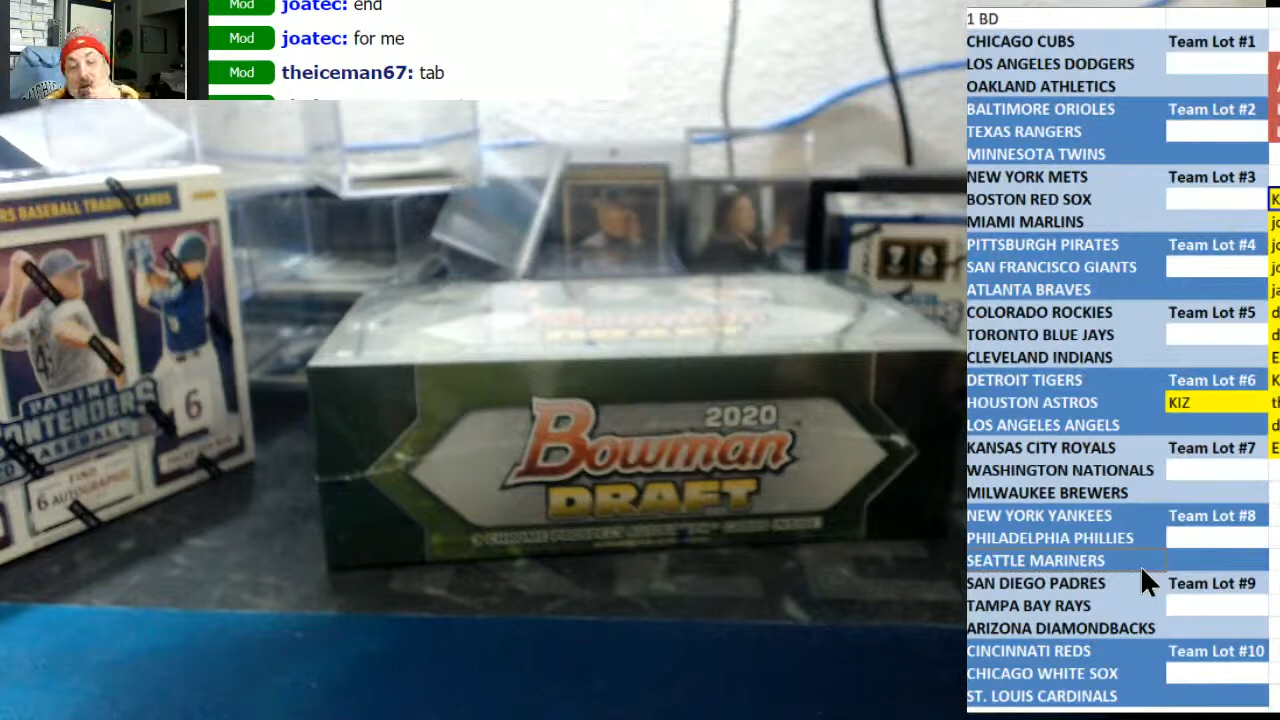 Mod joatec: end
Mod joatec: for me
Mod theiceman67: tab
BASEBALL TRADING CARDS
PANINI
CONTENDERS
BASEBALL
6
6 AUTOGRAPHS
2020
Bowman
DRAFT
1 BD
CHICAGO CUBS Team Lot #1
LOS ANGELES DODGERS
OAKLAND ATHLETICS
BALTIMORE ORIOLES Team Lot #2
TEXAS RANGERS
MINNESOTA TWINS
NEW YORK METS Team Lot #3
BOSTON RED SOX
MIAMI MARLINS
PITTSBURGH PIRATES Team Lot #4
SAN FRANCISCO GIANTS
ATLANTA BRAVES
COLORADO ROCKIES Team Lot #5
TORONTO BLUE JAYS
CLEVELAND INDIANS
DETROIT TIGERS Team Lot #6
HOUSTON ASTROS KIZ
LOS ANGELES ANGELS
KANSAS CITY ROYALS Team Lot #7
WASHINGTON NATIONALS
MILWAUKEE BREWERS
NEW YORK YANKEES Team Lot #8
PHILADELPHIA PHILLIES
SEATTLE MARINERS
SAN DIEGO PADRES Team Lot #9
TAMPA BAY RAYS
ARIZONA DIAMONDBACKS
CINCINNATI REDS Team Lot #10
CHICAGO WHITE SOX
ST. LOUIS CARDINALS